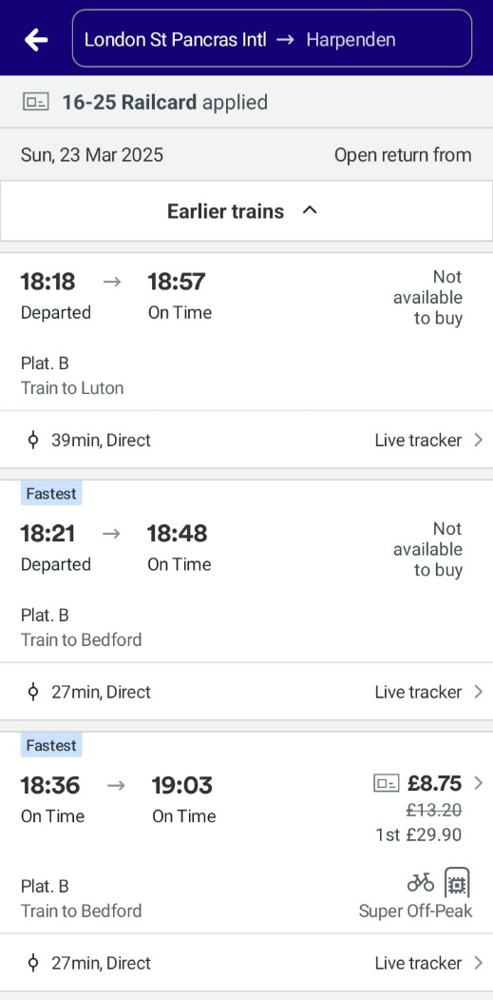 London St Pancras Intl → Harpenden
16-25 Railcard applied
Sun, 23 Mar 2025 Open return from
Earlier trains
18:18 → 18:57 Not available to buy
Departed On Time
Plat. B
Train to Luton
39min, Direct Live tracker
Fastest
18:21 → 18:48 Not available to buy
Departed On Time
Plat. B
Train to Bedford
27min, Direct Live tracker
Fastest
18:36 → 19:03 £8.75
£13.20
On Time On Time
1st £29.90
Plat. B
Train to Bedford Super Off-Peak
27min, Direct Live tracker